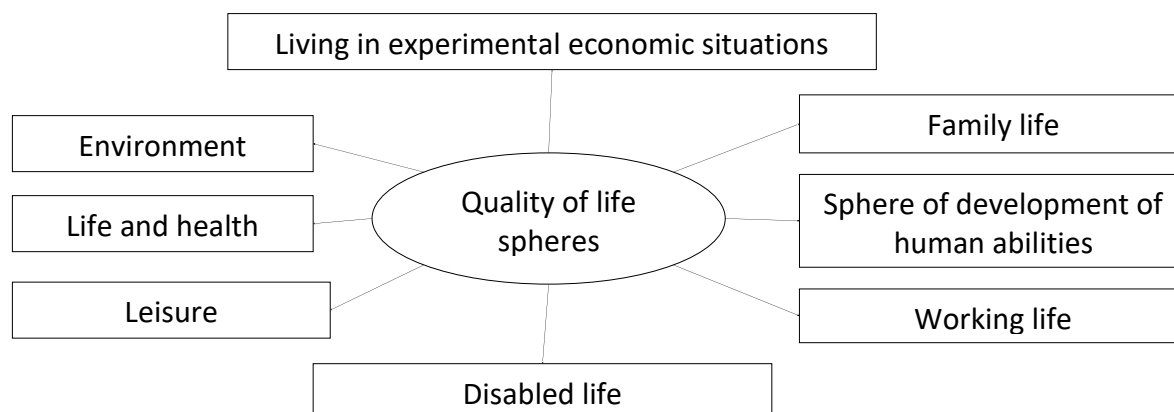 Living in experimental economic situations
Environment
Family life
Quality of life
spheres
Life and health
Sphere of development of
human abilities
Leisure
Working life
Disabled life